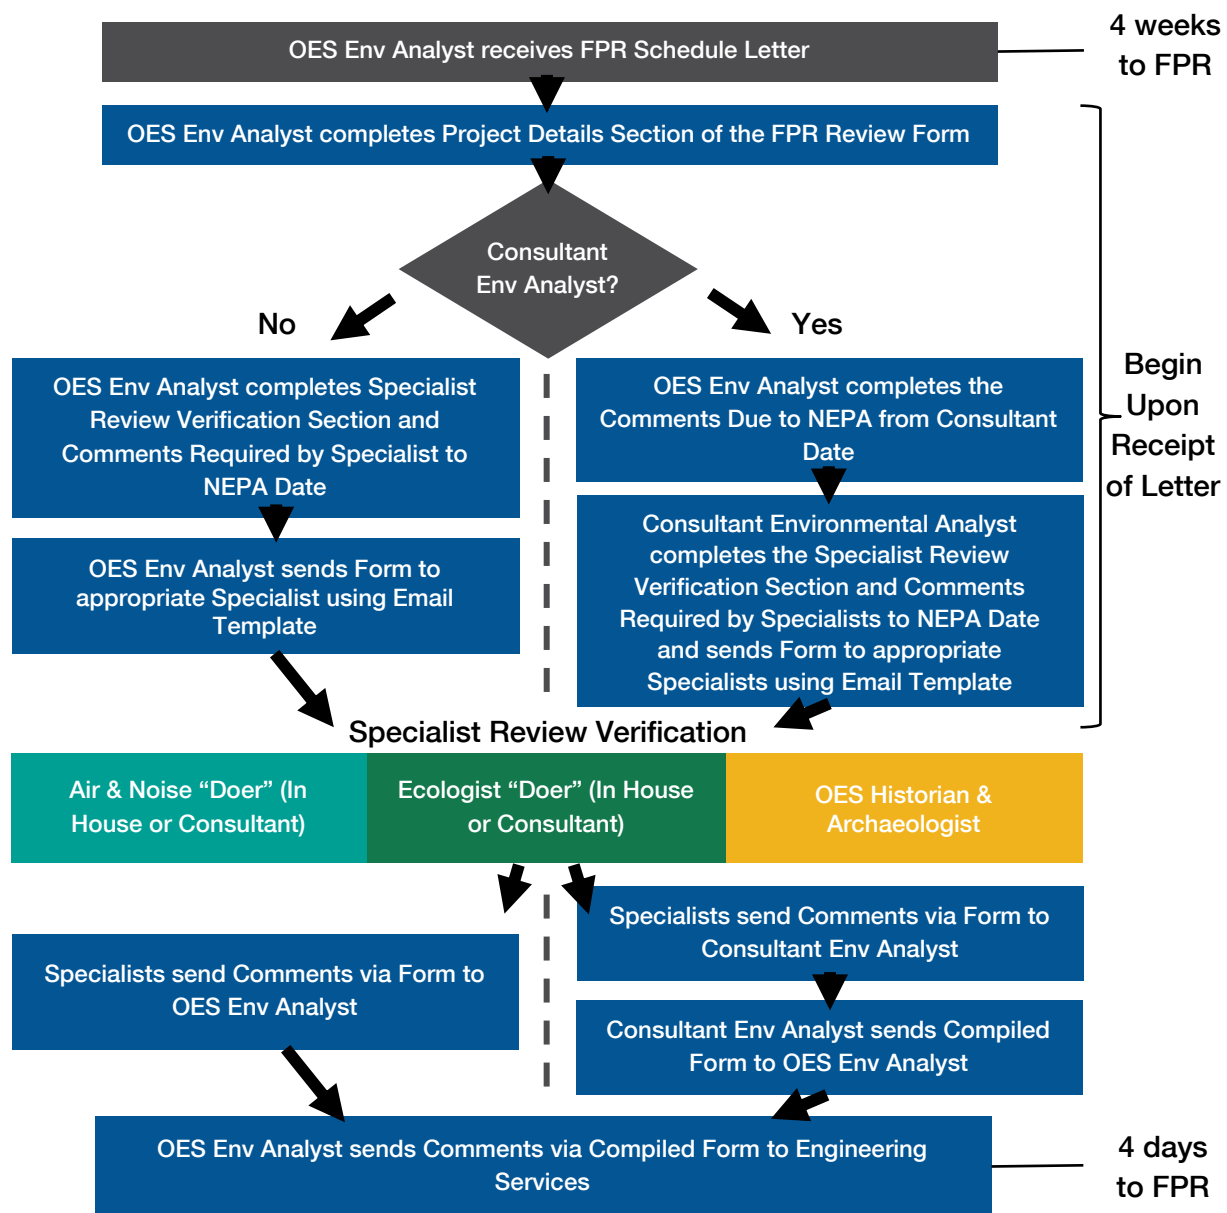 OES Env Analyst receives FPR Schedule Letter
4 weeks
to FPR
OES Env Analyst completes Project Details Section of the FPR Review Form
Consultant
Env Analyst?
No
Yes
OES Env Analyst completes Specialist
Review Verification Section and
Comments Required by Specialist to
NEPA Date
OES Env Analyst sends Form to
appropriate Specialist using Email
Template
OES Env Analyst completes the
Comments Due to NEPA from Consultant
Date
Consultant Environmental Analyst
completes the Specialist Review
Verification Section and Comments
Required by Specialists to NEPA Date
and sends Form to appropriate
Specialists using Email Template
Begin
Upon
Receipt
of Letter
Specialist Review Verification
Air & Noise “Doer” (In
House or Consultant)
Ecologist “Doer” (In House
or Consultant)
OES Historian &
Archaeologist
Specialists send Comments via Form to
OES Env Analyst
Specialists send Comments via Form to
Consultant Env Analyst
Consultant Env Analyst sends Compiled
Form to OES Env Analyst
OES Env Analyst sends Comments via Compiled Form to Engineering
Services
4 days
to FPR